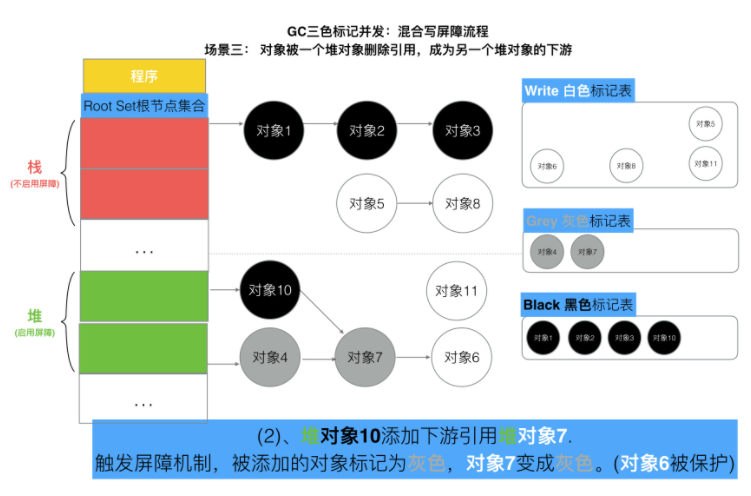 GC三色标记并发：混合写屏障流程
场景三： 对象被一个堆对象删除引用，成为另一个堆对象的下游
程序
Root Set根节点集合
栈
(不启用屏障)
···
堆
(启用屏障)
···
对象1
对象2
对象3
对象5
对象8
对象10
对象11
对象4
对象7
对象6
Write 白色标记表
对象5
对象6
对象8
对象11
Grey 灰色标记表
对象4
对象7
Black 黑色标记表
对象1
对象2
对象3
对象10
(2)、堆对象10添加下游引用堆对象7.
触发屏障机制，被添加的对象标记为灰色，对象7变成灰色。(对象6被保护)